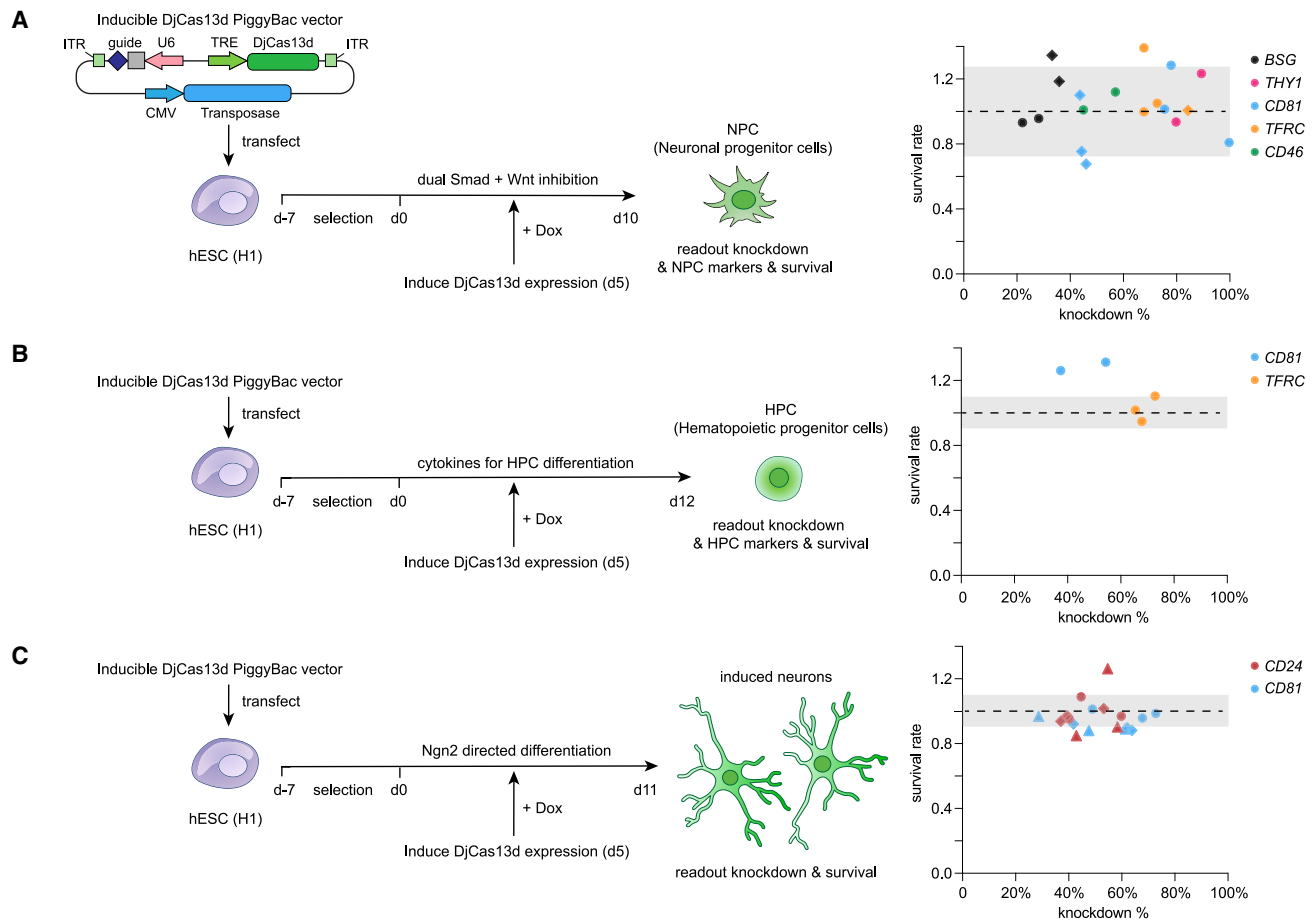 A
Inducible DjCas13d PiggyBac vector
ITR guide U6 TRE DjCas13d ITR
CMV Transposase
transfect
hESC (H1)
d-7 selection d0
dual Smad + Wnt inhibition
d10
+ Dox
Induce DjCas13d expression (d5)
NPC
(Neuronal progenitor cells)
readout knockdown
& NPC markers & survival
survival rate
1.2
0.8
0.4
0.0
0 20% 40% 60% 80% 100%
knockdown %
BSG
THY1
CD81
TFRC
CD46
B
Inducible DjCas13d PiggyBac vector
transfect
hESC (H1)
d-7 selection d0
cytokines for HPC differentiation
d12
+ Dox
Induce DjCas13d expression (d5)
HPC
(Hematopoietic progenitor cells)
readout knockdown
& HPC markers & survival
survival rate
1.2
0.8
0.4
0.0
0 20% 40% 60% 80% 100%
knockdown %
CD81
TFRC
C
Inducible DjCas13d PiggyBac vector
transfect
hESC (H1)
d-7 selection d0
Ngn2 directed differentiation
d11
+ Dox
Induce DjCas13d expression (d5)
induced neurons
readout knockdown & survival
survival rate
1.2
0.8
0.4
0.0
0 20% 40% 60% 80% 100%
knockdown %
CD24
CD81